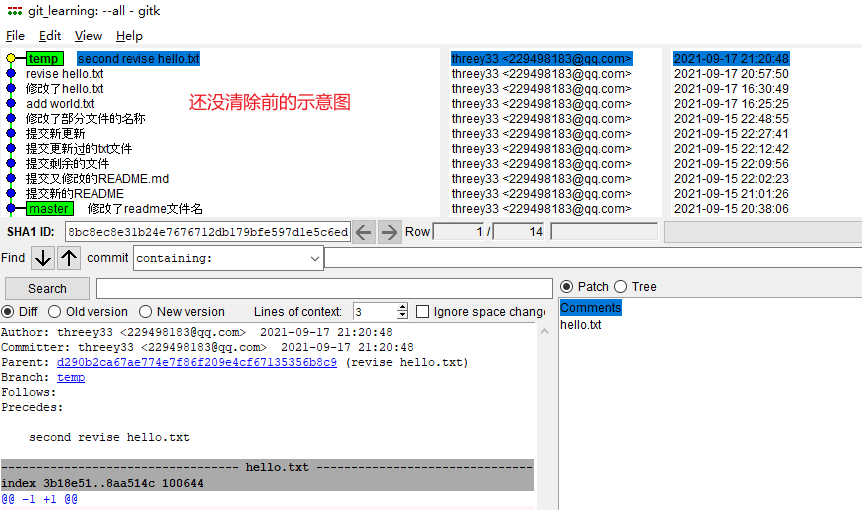 git_learning: --all - gitk
File Edit View Help
temp second revise hello.txt threey33 <229498183@qq.com> 2021-09-17 21:20:48
revise hello.txt threey33 <229498183@qq.com> 2021-09-17 20:57:50
修改了hello.txt threey33 <229498183@qq.com> 2021-09-17 16:30:49
add world.txt threey33 <229498183@qq.com> 2021-09-17 16:25:25
还没清除前的示意图
修改了部分文件的名称 threey33 <229498183@qq.com> 2021-09-15 22:48:55
提交新更新 threey33 <229498183@qq.com> 2021-09-15 22:27:41
提交更新过的txt文件 threey33 <229498183@qq.com> 2021-09-15 22:12:42
提交剩余的文件 threey33 <229498183@qq.com> 2021-09-15 22:09:56
提交又修改的README.md threey33 <229498183@qq.com> 2021-09-15 22:02:23
提交新的README threey33 <229498183@qq.com> 2021-09-15 21:01:26
master 修改了readme文件名 threey33 <229498183@qq.com> 2021-09-15 20:38:06
SHA1 ID: 8bc8ec8e31b24e7676712db179bfe597d1e5c6ed Row 1 / 14
Find commit containing:
Search
Patch Tree
Diff Old version New version Lines of context: 3 Ignore space change
Comments
hello.txt
Author: threey33 <229498183@qq.com> 2021-09-17 21:20:48
Committer: threey33 <229498183@qq.com> 2021-09-17 21:20:48
Parent: d290b2ca67ae774e7f86f209e4cf67135356b8c9 (revise hello.txt)
Branch: temp
Follows:
Precedes:
second revise hello.txt
---------------------------------- hello.txt ----------------------------------
index 3b18e51..8aa514c 100644
@@ -1 +1 @@